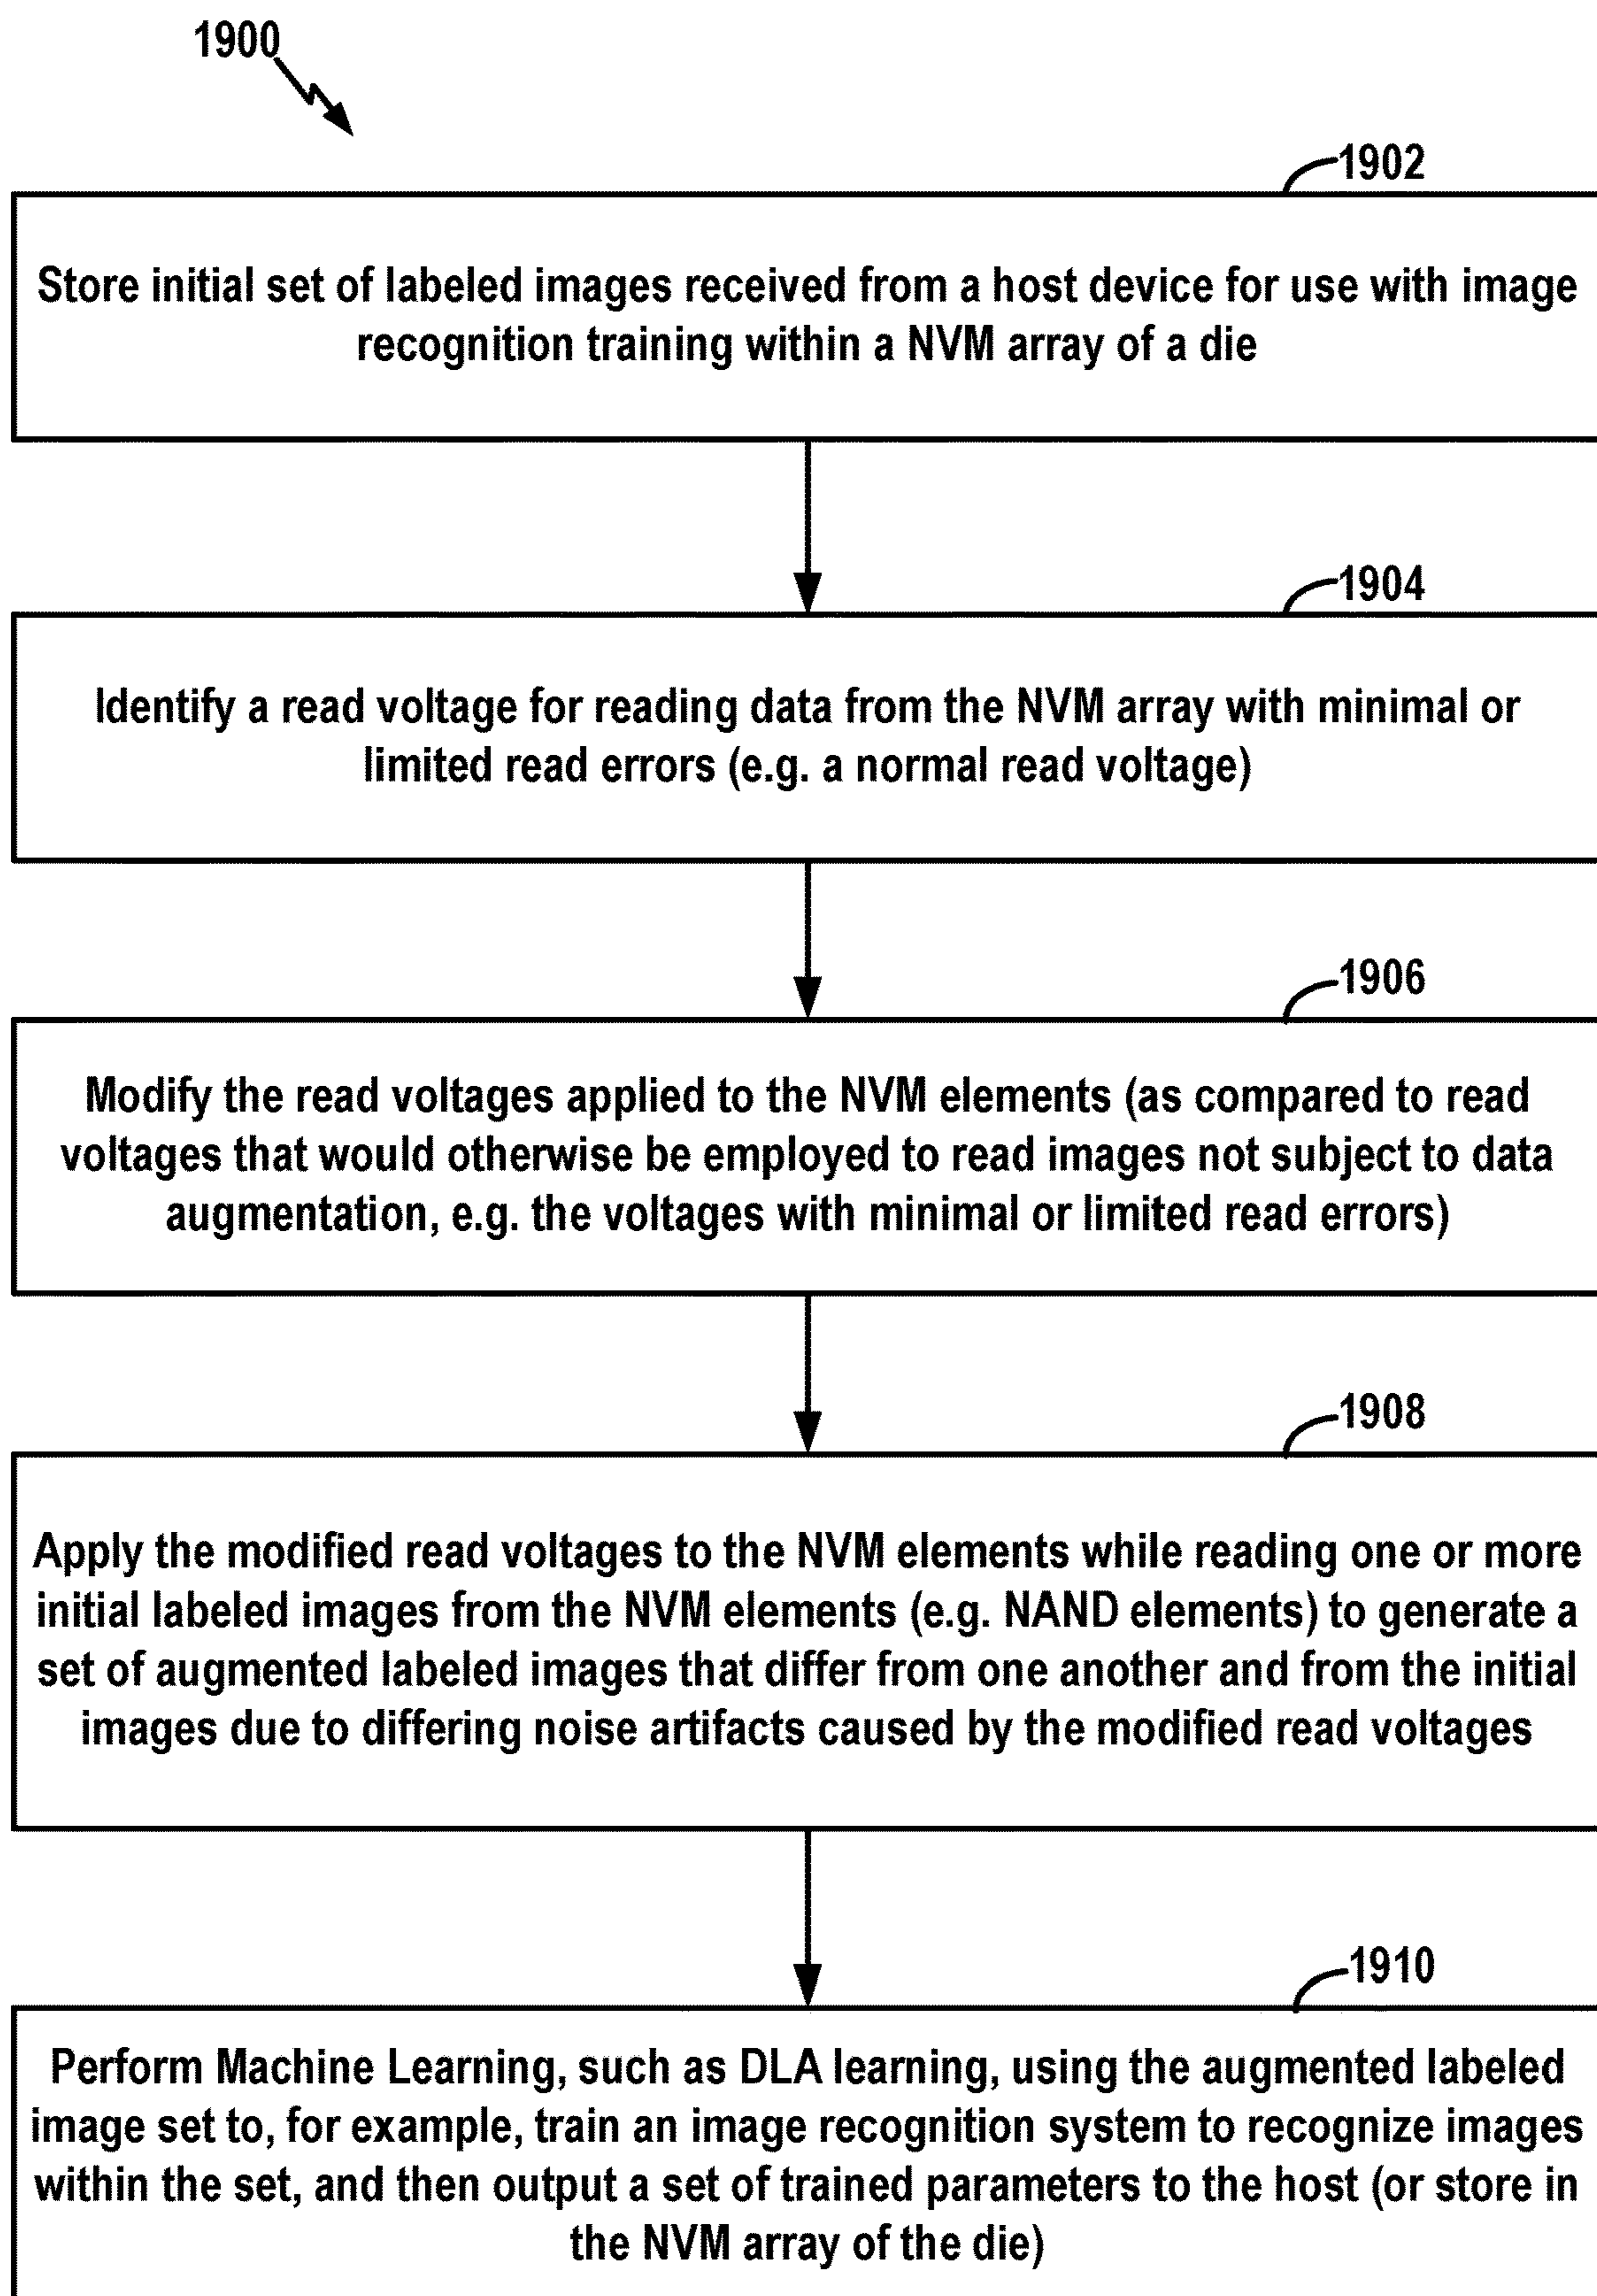 1900
1902
Store initial set of labeled images received from a host device for use with image
recognition training within a NVM array of a die
1904
Identify a read voltage for reading data from the NVM array with minimal or
limited read errors (e.g. a normal read voltage)
1906
Modify the read voltages applied to the NVM elements (as compared to read
voltages that would otherwise be employed to read images not subject to data
augmentation, e.g. the voltages with minimal or limited read errors)
1908
Apply the modified read voltages to the NVM elements while reading one or more
initial labeled images from the NVM elements (e.g. NAND elements) to generate a
set of augmented labeled images that differ from one another and from the initial
images due to differing noise artifacts caused by the modified read voltages
1910
Perform Machine Learning, such as DLA learning, using the augmented labeled
image set to, for example, train an image recognition system to recognize images
within the set, and then output a set of trained parameters to the host (or store in
the NVM array of the die)